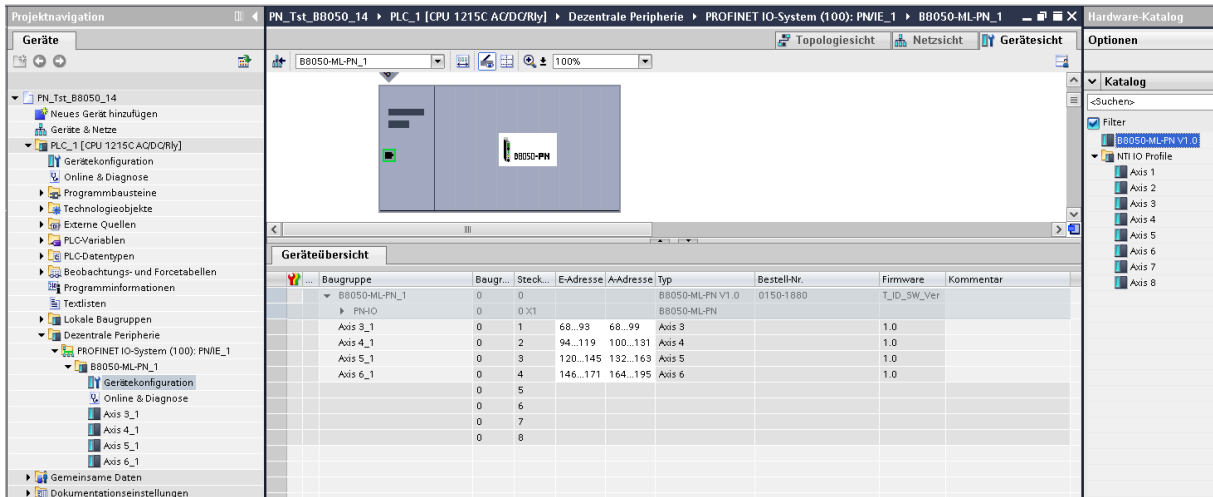 Projektnavigation
PN_Tst_B8050_14 ▸ PLC_1 [CPU 1215C AC/DC/Rly] ▸ Dezentrale Peripherie ▸ PROFINET IO-System (100): PN/IE_1 ▸ B8050-ML-PN_1
Hardware-Katalog
Geräte
Topologiesicht Netzsicht Gerätesicht
Optionen
B8050-ML-PN_1 100%
Katalog
<Suchen>
Filter
B8050-ML-PN V1.0
NTI IO Profile
Axis 1
Axis 2
Axis 3
Axis 4
Axis 5
Axis 6
Axis 7
Axis 8
PN_Tst_B8050_14
Neues Gerät hinzufügen
Geräte & Netze
PLC_1 [CPU 1215C AC/DC/Rly]
Gerätekonfiguration
Online & Diagnose
Programmbausteine
Technologieobjekte
Externe Quellen
PLC-Variablen
PLC-Datentypen
Beobachtungs- und Forcetabellen
Programminformationen
Textlisten
Lokale Baugruppen
Dezentrale Peripherie
PROFINET IO-System (100): PN/IE_1
B8050-ML-PN_1
Gerätekonfiguration
Online & Diagnose
Axis 3_1
Axis 4_1
Axis 5_1
Axis 6_1
Gemeinsame Daten
Dokumentationseinstellungen
B8050-PN
Geräteübersicht
... Baugruppe Baugr... Steck... E-Adresse A-Adresse Typ Bestell-Nr. Firmware Kommentar
B8050-ML-PN_1 0 0 B8050-ML-PN V1.0 0150-1880 T_ID_SW_Ver
PN-IO 0 0 X1 B8050-ML-PN
Axis 3_1 0 1 68...93 68...99 Axis 3 1.0
Axis 4_1 0 2 94...119 100...131 Axis 4 1.0
Axis 5_1 0 3 120...145 132...163 Axis 5 1.0
Axis 6_1 0 4 146...171 164...195 Axis 6 1.0
0 5
0 6
0 7
0 8